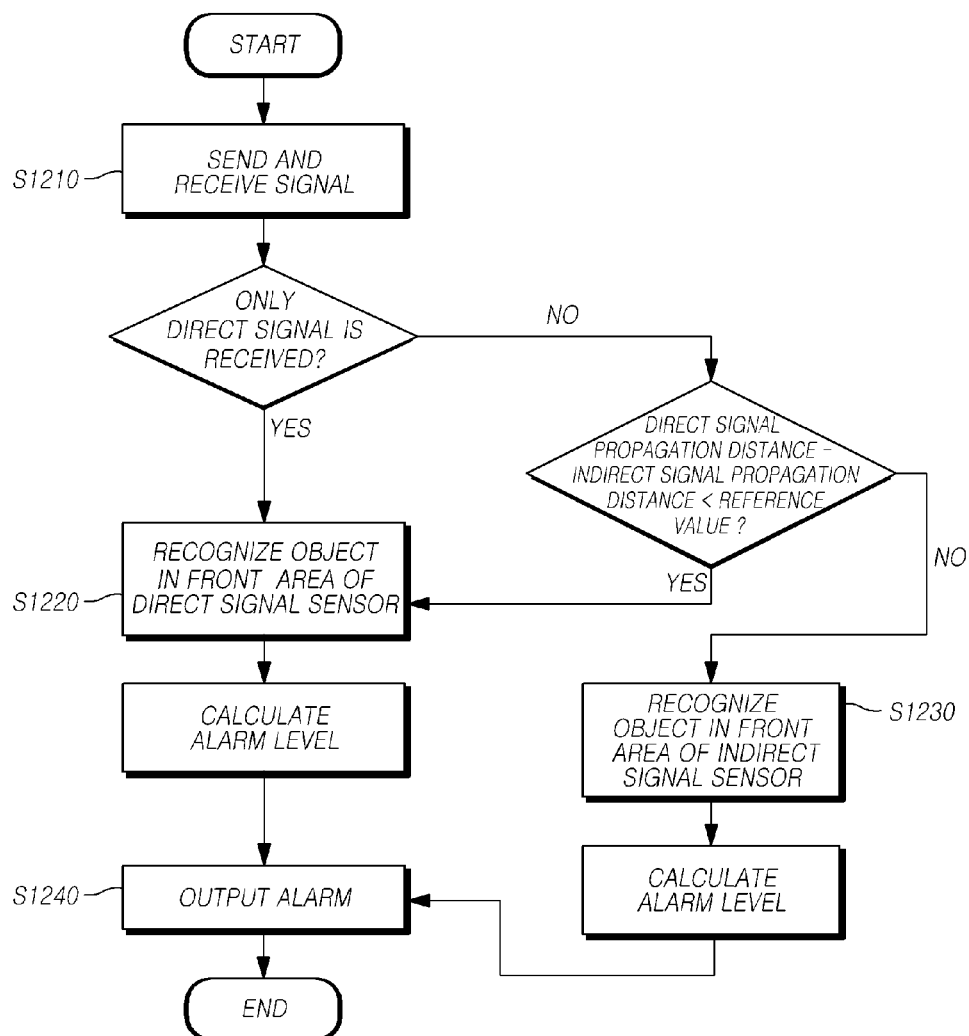 START
S1210
SEND AND
RECEIVE SIGNAL
ONLY
DIRECT SIGNAL IS
RECEIVED?
NO
YES
DIRECT SIGNAL
PROPAGATION DISTANCE –
INDIRECT SIGNAL PROPAGATION
DISTANCE < REFERENCE
VALUE ?
YES
NO
S1220
RECOGNIZE OBJECT
IN FRONT AREA OF
DIRECT SIGNAL SENSOR
CALCULATE
ALARM LEVEL
S1230
RECOGNIZE
OBJECT IN FRONT
AREA OF INDIRECT
SIGNAL SENSOR
CALCULATE
ALARM LEVEL
S1240
OUTPUT ALARM
END